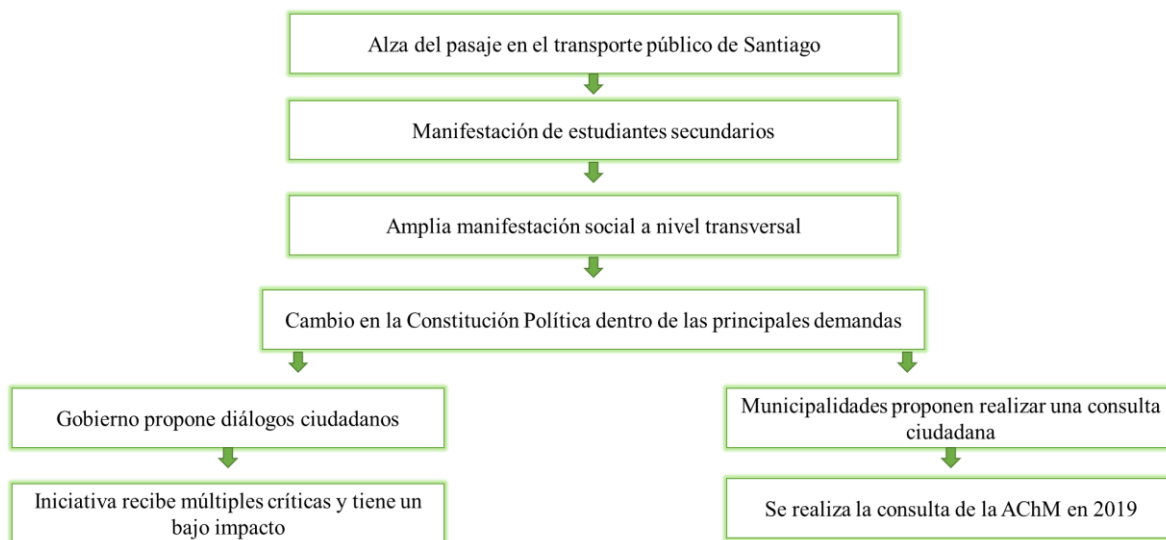 Alza del pasaje en el transporte público de Santiago
Manifestación de estudiantes secundarios
Amplia manifestación social a nivel transversal
Cambio en la Constitución Política dentro de las principales demandas
Gobierno propone diálogos ciudadanos
Municipalidades proponen realizar una consulta
ciudadana
Iniciativa recibe múltiples críticas y tiene un
bajo impacto
Se realiza la consulta de la AChM en 2019